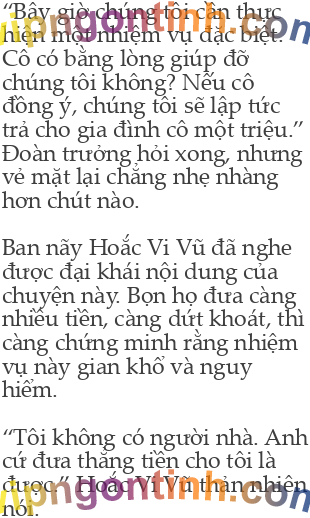 “Bây giờ chúng tôi cần thực
hiện một nhiệm vụ đặc biệt.
Cô có bằng lòng giúp đỡ
chúng tôi không? Nếu cô
đồng ý, chúng tôi sẽ lập tức
trả cho gia đình cô một triệu.”
Đoàn trưởng hỏi xong, nhưng
vẻ mặt lại chẳng nhẹ nhàng
hơn chút nào.
Ban nãy Hoắc Vi Vũ đã nghe
được đại khái nội dung của
chuyện này. Bọn họ đưa càng
nhiều tiền, càng dứt khoát, thì
càng chứng minh rằng nhiệm
vụ này gian khổ và nguy
hiểm.
“Tôi không có người nhà. Anh
cứ đưa thẳng tiền cho tôi là
được.” Hoắc Vi Vũ thản nhiên
nói.
vipngontinh.com
vipngontinh.com